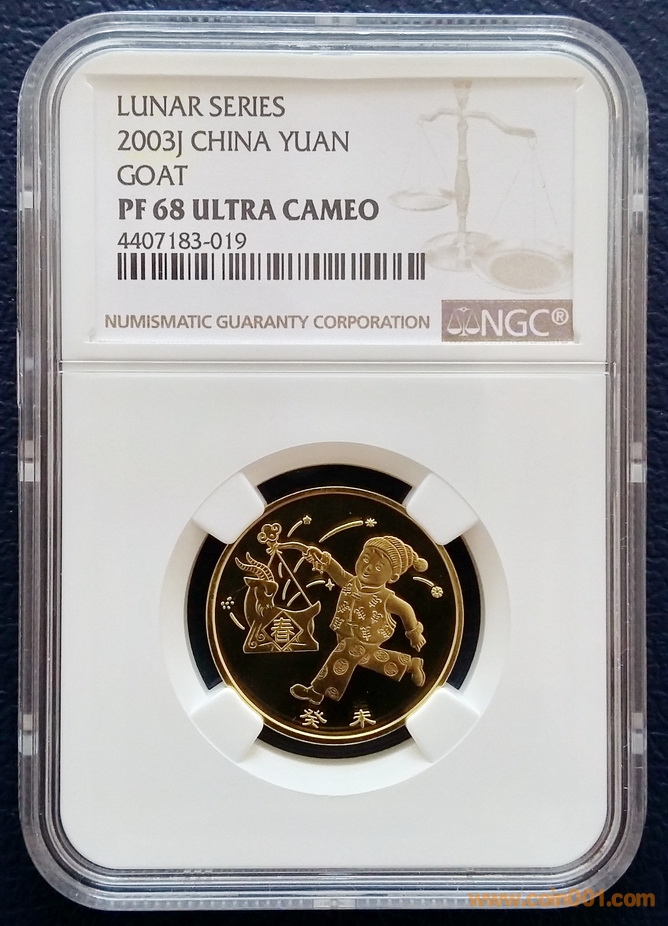 LUNAR SERIES
2003J CHINA YUAN
GOAT
PF 68 ULTRA CAMEO
4407183-019
NUMISMATIC GUARANTY CORPORATION
NGC®
春
癸未
www.coin001.com